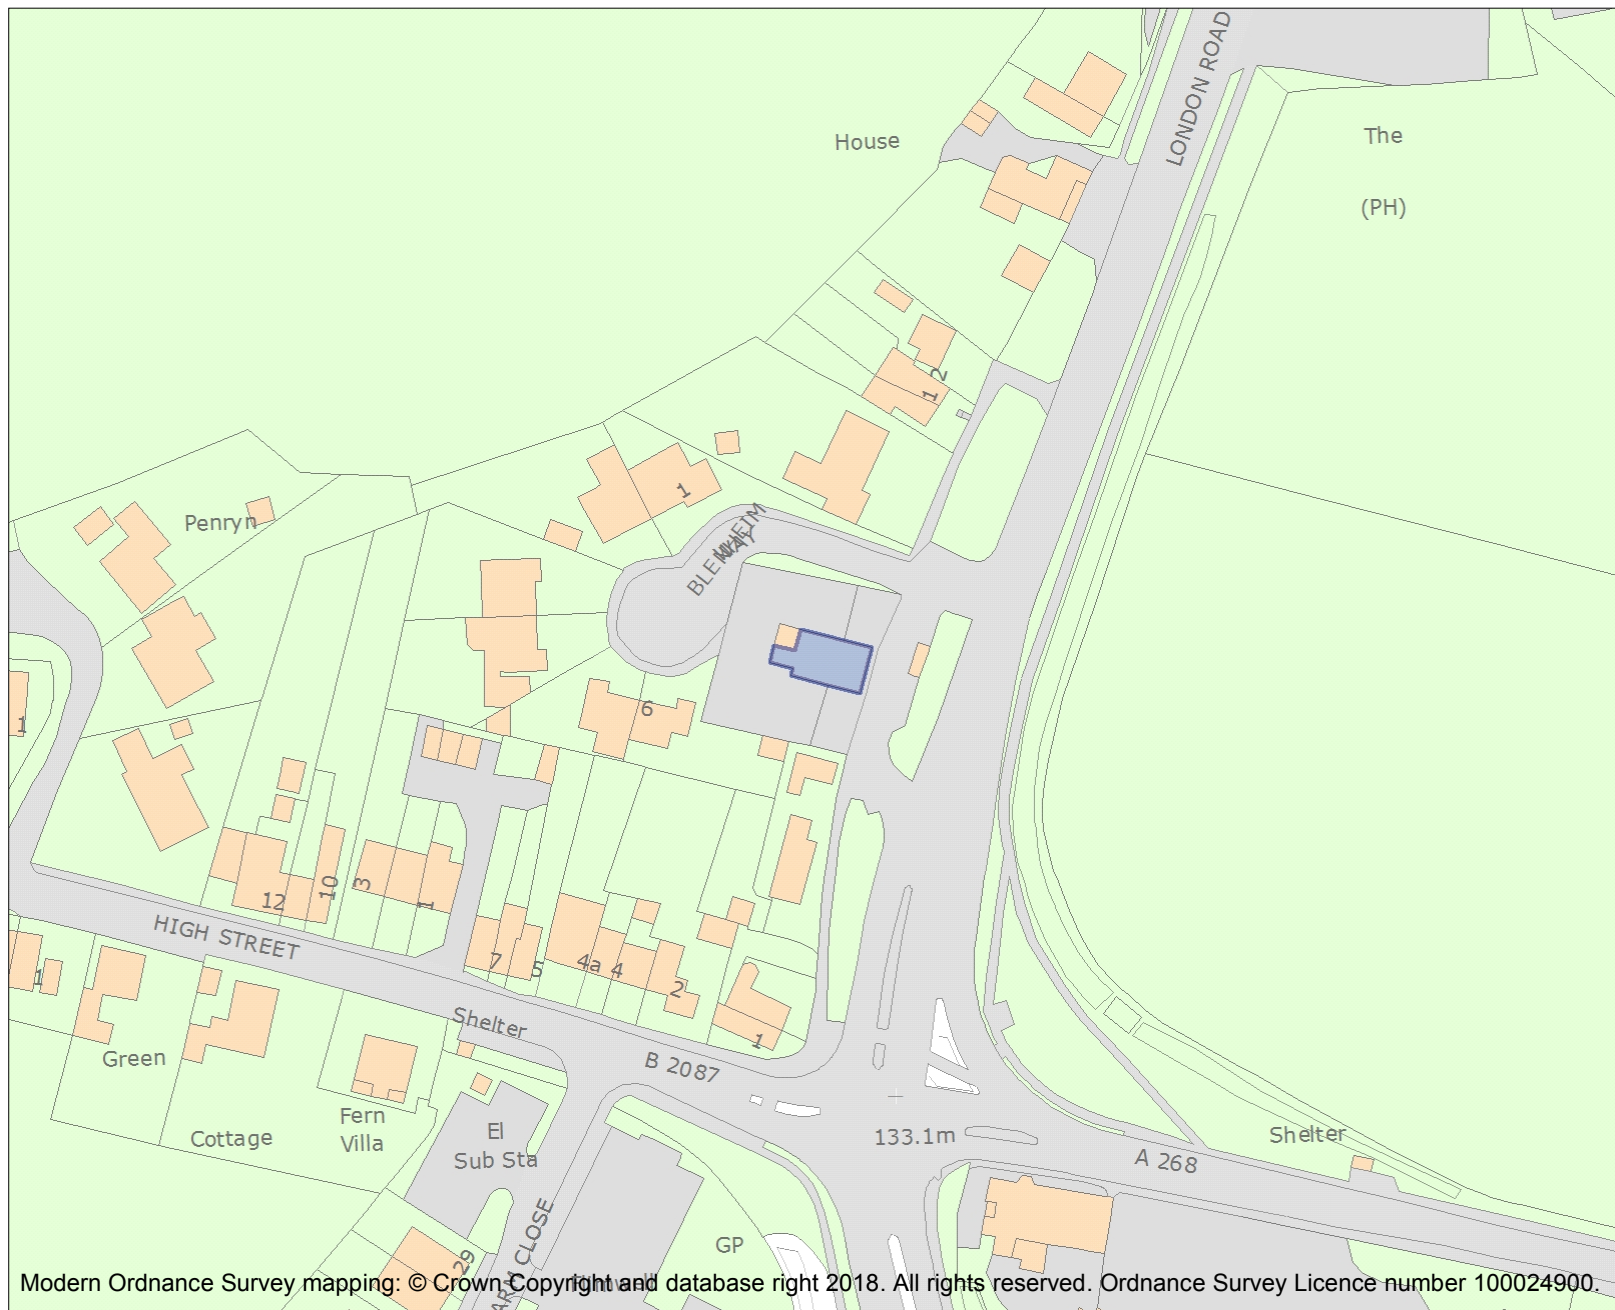 LONDON ROAD
House
The
(PH)
2
1
1
Penryn
BLENHEIM
WAY
6
1
12
10
3
1
HIGH STREET
7
5
4a
4
2
1
1
Shelter
B 2087
Green
Cottage
Fern
Villa
El
Sub Sta
133.1m
A 268
Shelter
GP
29
ARM CLOSE
Modern Ordnance Survey mapping: © Crown Copyright and database right 2018. All rights reserved. Ordnance Survey Licence number 100024900.